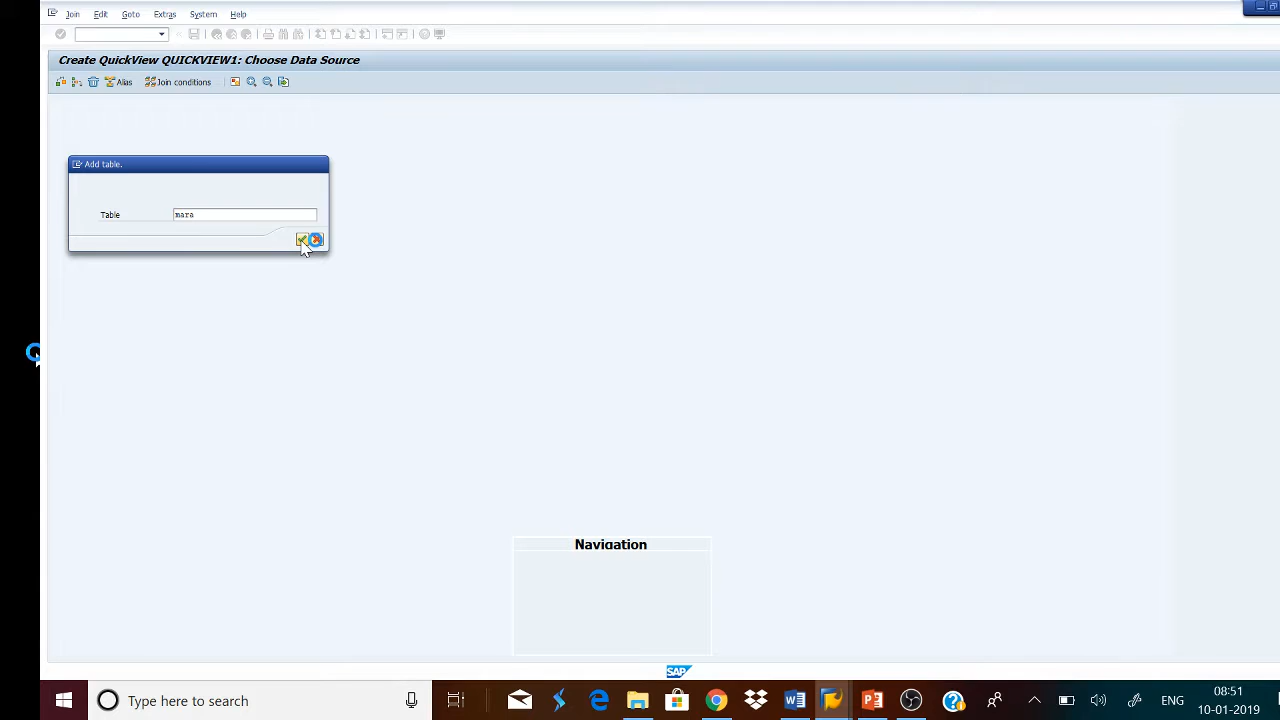 Join Edit Goto Extras System Help
Create QuickView QUICKVIEW1: Choose Data Source
Alias Join conditions
Add table.
Table mara
Navigation
SAP
Type here to search
ENG
08:51
10-01-2019